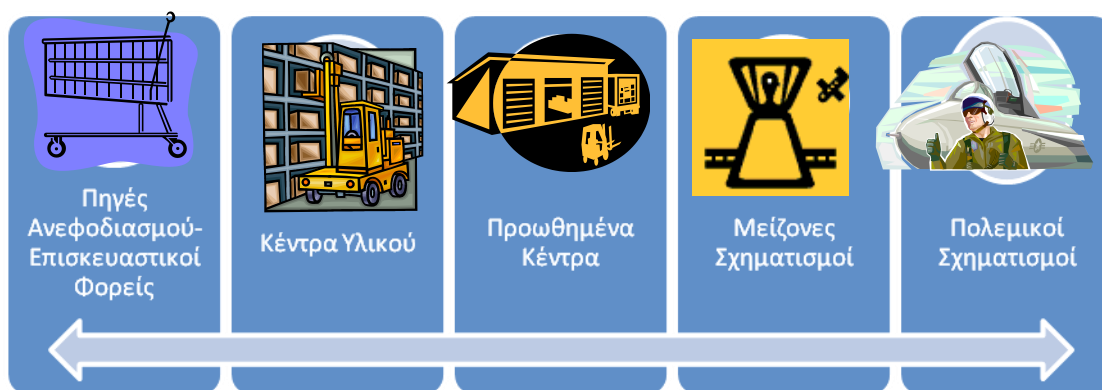 Πηγές
Ανεφοδιασμού-
Επισκευαστικοί
Φορείς
Κέντρα Υλικού
Προωθημένα
Κέντρα
Μείζονες
Σχηματισμοί
Πολεμικοί
Σχηματισμοί